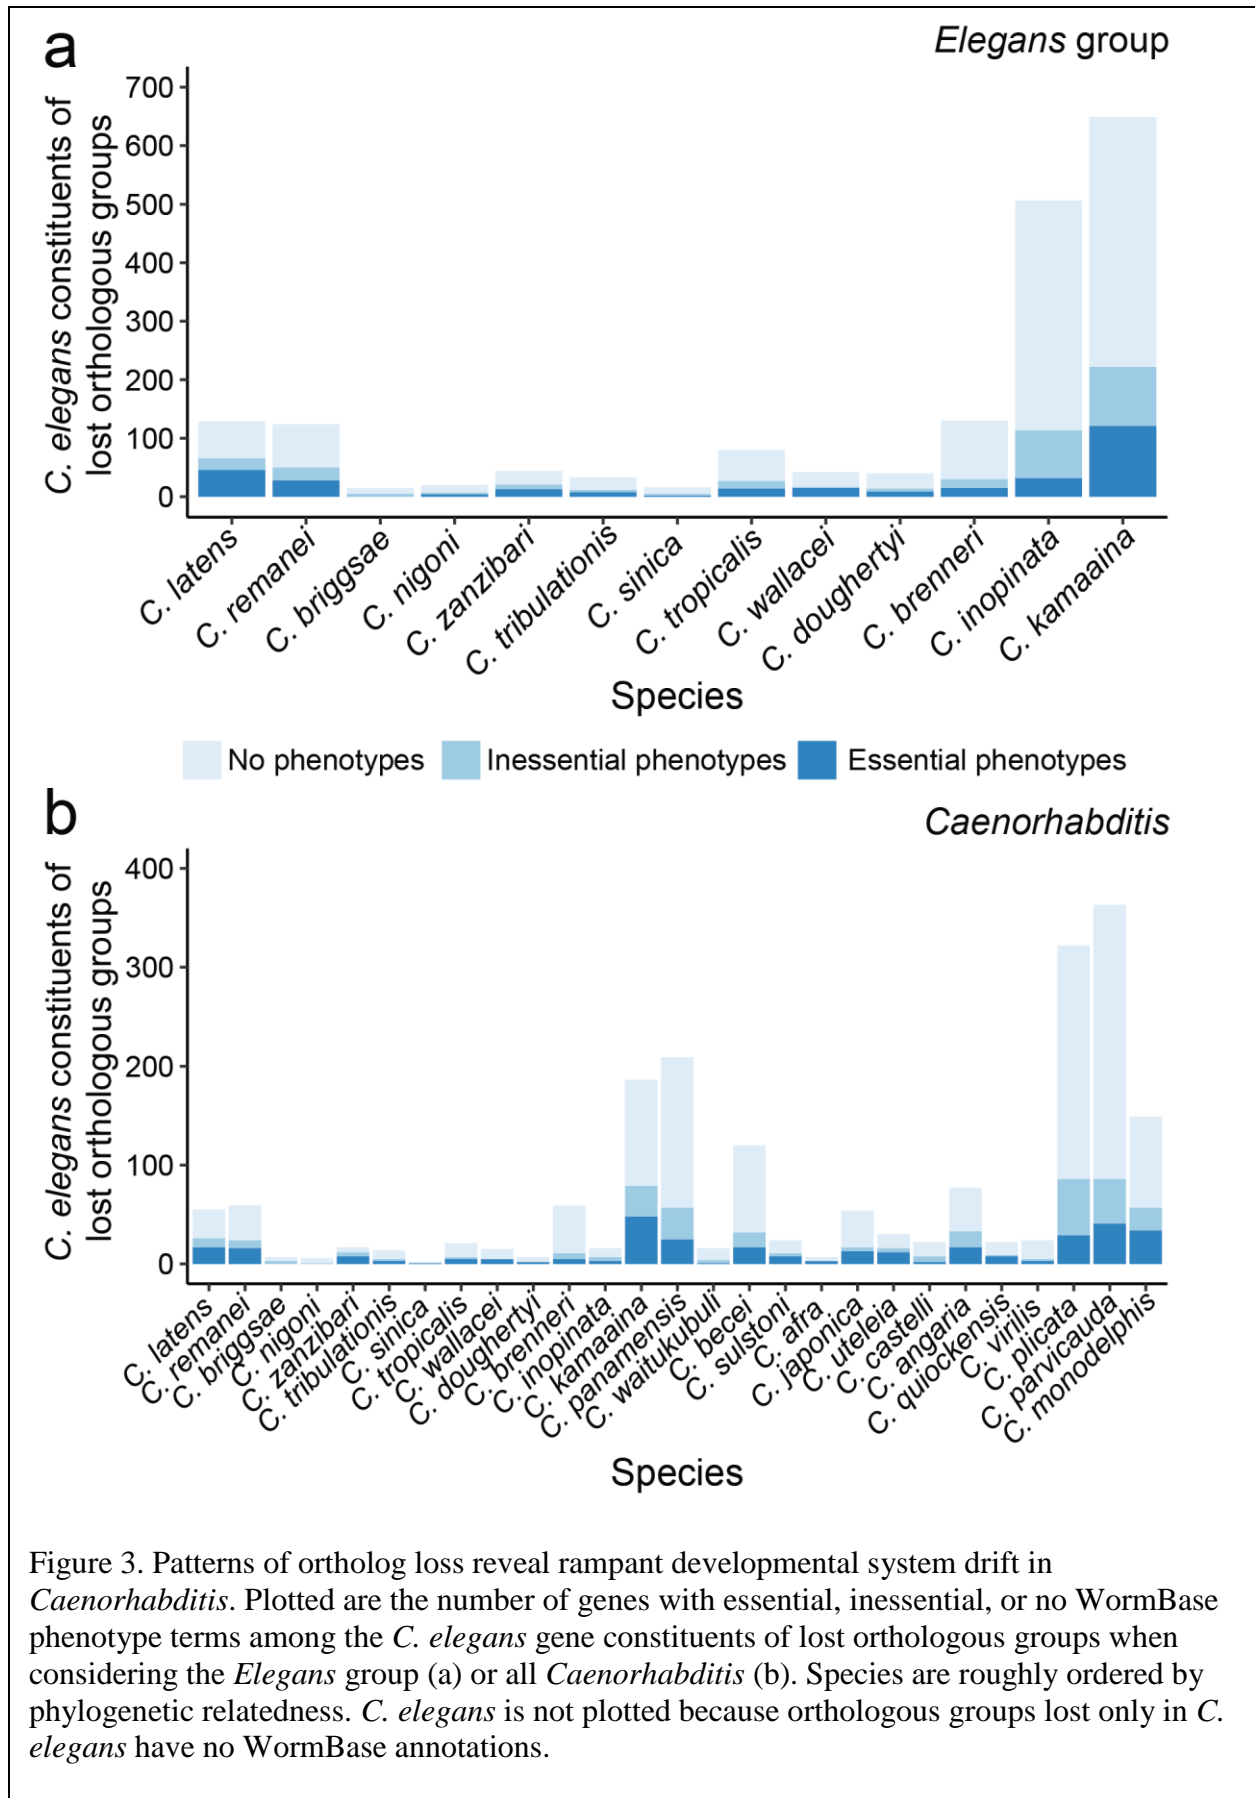 a
Elegans group
C. elegans constituents of
lost orthologous groups
700
600
500
400
300
200
100
0
C. latens
C. remanei
C. briggsae
C. nigoni
C. zanzibari
C. tribulationis
C. sinica
C. tropicalis
C. wallacei
C. doughertyi
C. brenneri
C. inopinata
C. kamaaina
Species
No phenotypes
Inessential phenotypes
Essential phenotypes
b
Caenorhabditis
C. elegans constituents of
lost orthologous groups
400
300
200
100
0
C. latens
C. remanei
C. briggsae
C. nigoni
C. zanzibari
C. tribulationis
C. sinica
C. tropicalis
C. wallacei
C. doughertyi
C. brenneri
C. inopinata
C. kamaaina
C. panamensis
C. waitukubuli
C. becei
C. sulstoni
C. afra
C. japonica
C. uteleia
C. castelli
C. angaria
C. quiockensis
C. virilis
C. plicata
C. parvicauda
C. monodelphis
Species
Figure 3. Patterns of ortholog loss reveal rampant developmental system drift in
Caenorhabditis. Plotted are the number of genes with essential, inessential, or no WormBase
phenotype terms among the C. elegans gene constituents of lost orthologous groups when
considering the Elegans group (a) or all Caenorhabditis (b). Species are roughly ordered by
phylogenetic relatedness. C. elegans is not plotted because orthologous groups lost only in C.
elegans have no WormBase annotations.